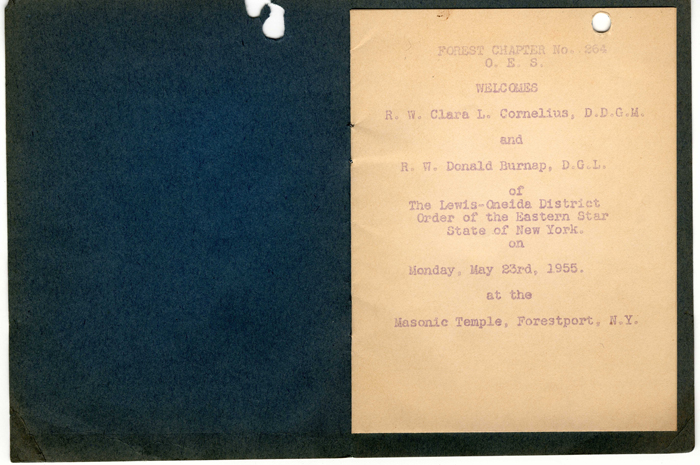 FOREST CHAPTER No. 264
O. E. S.
WELCOMES
R. W. Clara L. Cornelius, D.D.G.M.
and
R. W. Donald Burnap, D.G.L.
of
The Lewis-Oneida District
Order of the Eastern Star
State of New York.
on
Monday, May 23rd, 1955.
at the
Masonic Temple, Forestport, N.Y.